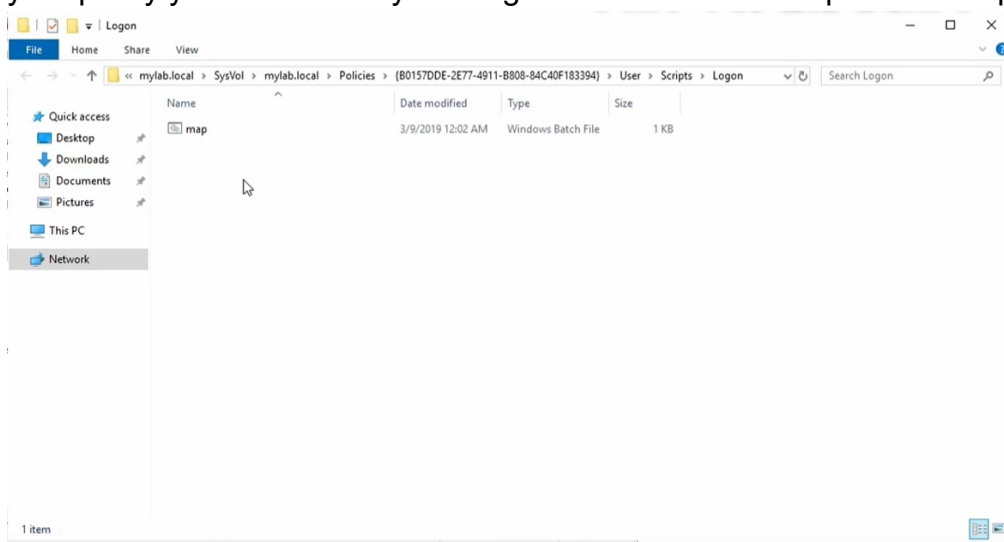 Logon
File Home Share View
« mylab.local > SysVol > mylab.local > Policies > {B0157DDE-2E77-4911-B808-84C40F183394} > User > Scripts > Logon
Search Logon
Name Date modified Type Size
Quick access
map 3/9/2019 12:02 AM Windows Batch File 1 KB
Desktop
Downloads
Documents
Pictures
This PC
Network
1 item